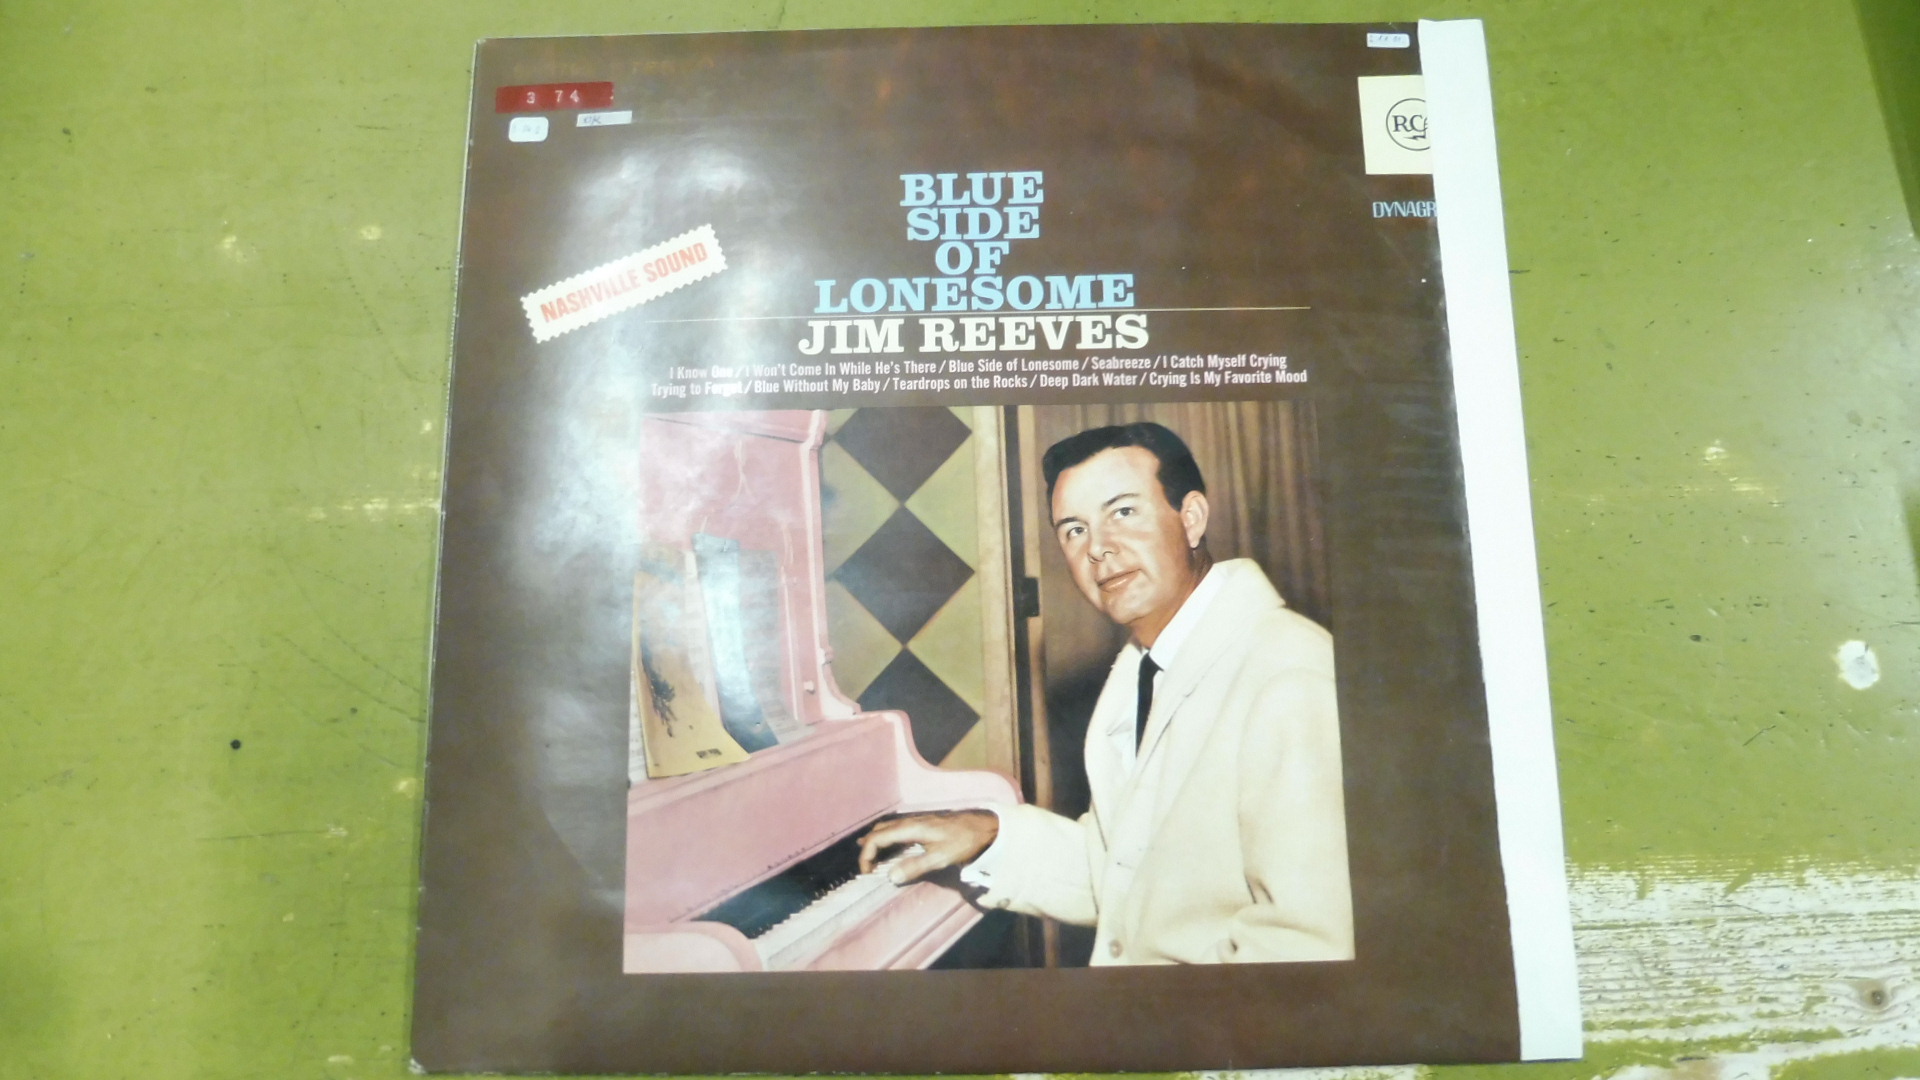 3 74
OK
RC
DYNAGR
NASHVILLE SOUND
BLUE
SIDE
OF
LONESOME
JIM REEVES
I Know One / I Won't Come In While He's There / Blue Side of Lonesome / Seabreeze / I Catch Myself Crying
Trying to Forget / Blue Without My Baby / Teardrops on the Rocks / Deep Dark Water / Crying Is My Favorite Mood